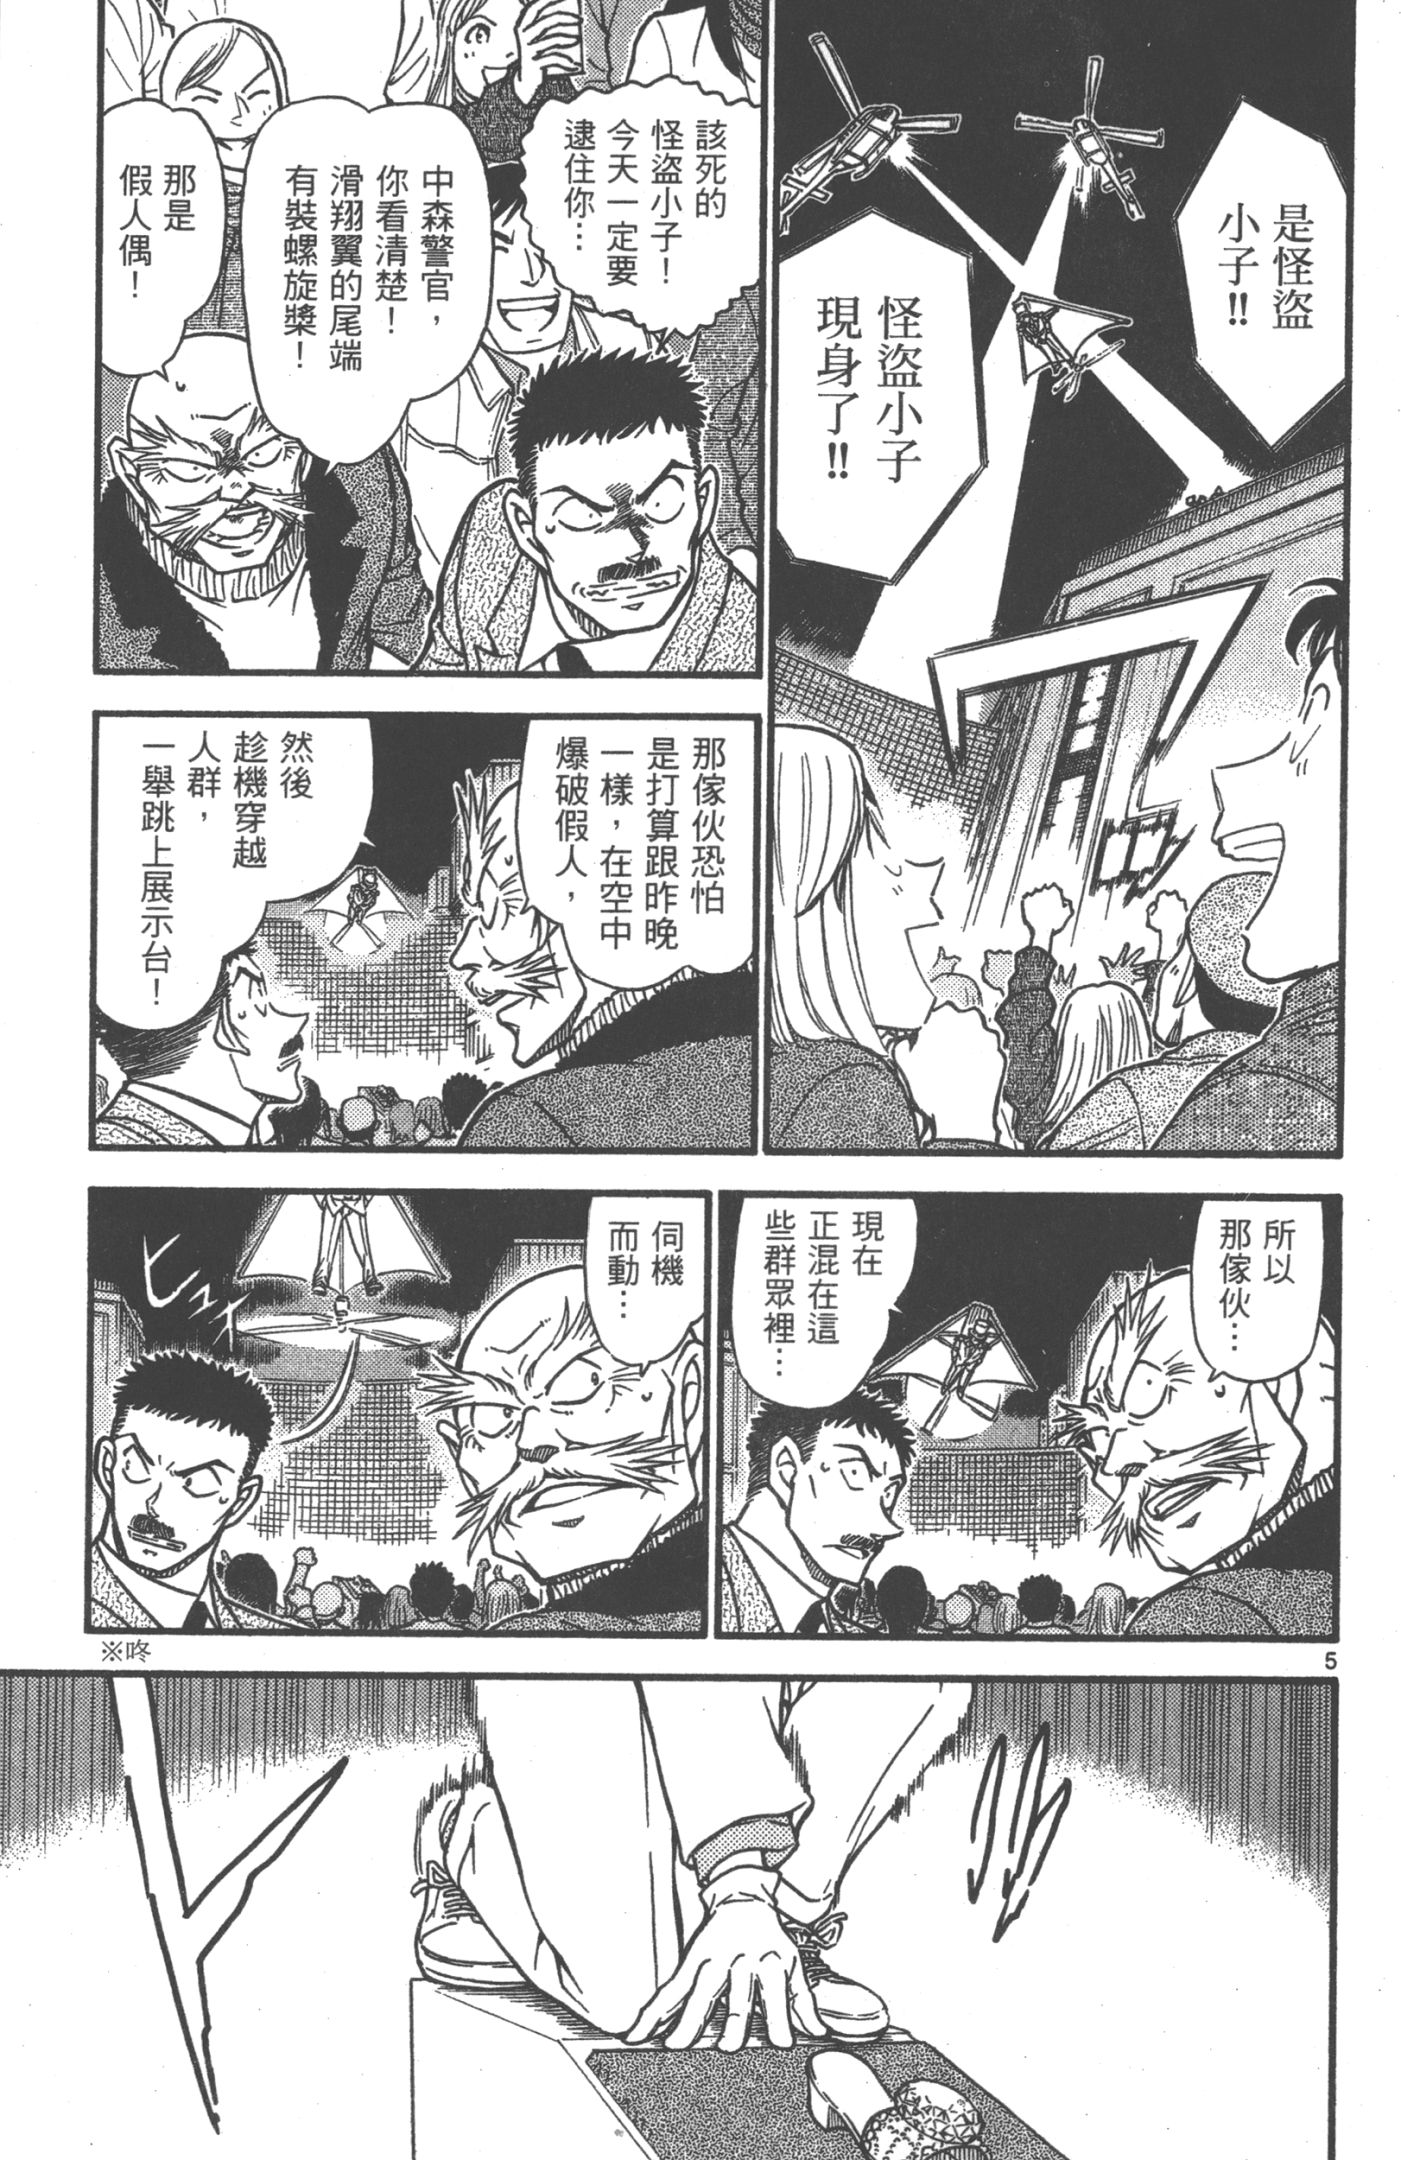 是怪盜
小子!!
怪盜小子
現身了!!
該死的
怪盜小子！
今天一定要
逮住你…
中森警官，
你看清楚！
滑翔翼的尾端
有裝螺旋槳！
那是
假人偶！
那傢伙恐怕
是打算跟昨晚
一樣，在空中
爆破假人，
然後
趁機穿越
人群，
一舉跳上展示台！
所以
那傢伙…
現在
正混在這
些群眾裡…
伺機
而動…
ヒュイ
※咚
5
ドン